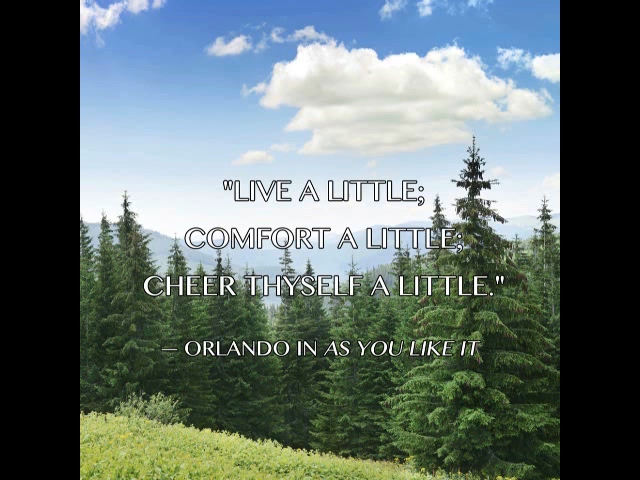 "LIVE A LITTLE;
COMFORT A LITTLE;
CHEER THYSELF A LITTLE."
— ORLANDO IN AS YOU LIKE IT